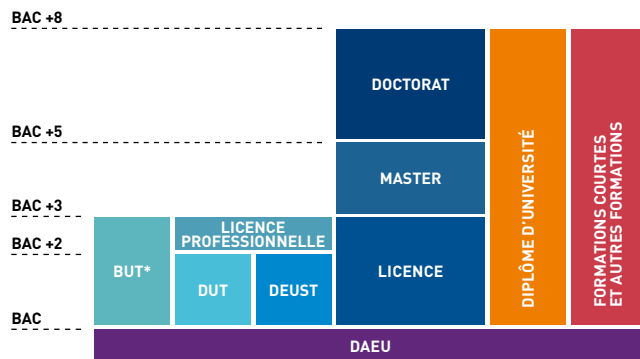 BAC +8
DOCTORAT
BAC +5
MASTER
BAC +3
LICENCE
PROFESSIONNELLE
BAC +2
BUT*
DUT
DEUST
LICENCE
DIPLÔME D'UNIVERSITÉ
FORMATIONS COURTES
ET AUTRES FORMATIONS
BAC
DAEU